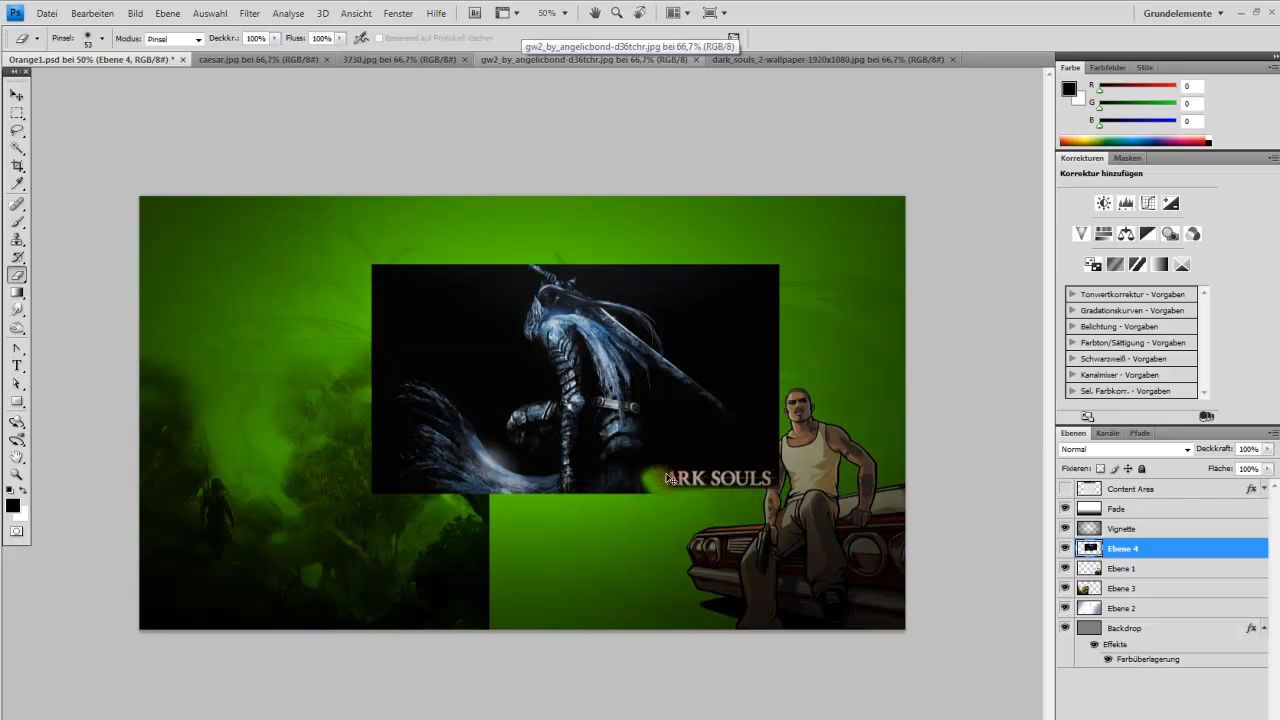 Ps Datei Bearbeiten Bild Ebene Auswahl Filter Analyse 3D Ansicht Fenster Hilfe Br 50% Grundelemente
Pinsel: 53 Modus: Pinsel Deckkr.: 100% Fluss: 100% Basierend auf Protokoll löschen
gw2_by_angelicbond-d36tchr.jpg bei 66,7% (RGB/8)
Orange1.psd bei 50% (Ebene 4, RGB/8#) * caesar.jpg bei 66,7% (RGB/8#) 3730.jpg bei 66,7% (RGB/8#) gw2_by_angelicbond-d36tchr.jpg bei 66,7% (RGB/8) dark_souls_2-wallpaper-1920x1080.jpg bei 66,7% (RGB/8#)
Farbe Farbfelder Stile
R 0
G 0
B 0
Korrekturen Masken
Korrektur hinzufügen
Tonwertkorrektur - Vorgaben
Gradationskurven - Vorgaben
Belichtung - Vorgaben
Farbton/Sättigung - Vorgaben
Schwarzweiß - Vorgaben
Kanalmixer - Vorgaben
Sel. Farbkorr. - Vorgaben
ARK SOULS
Ebenen Kanäle Pfade
Normal Deckkraft: 100%
Fixieren: Fläche: 100%
Content Area fx
Fade
Vignette
Ebene 4
Ebene 1
Ebene 3
Ebene 2
Backdrop fx
Effekte
Farbüberlagerung